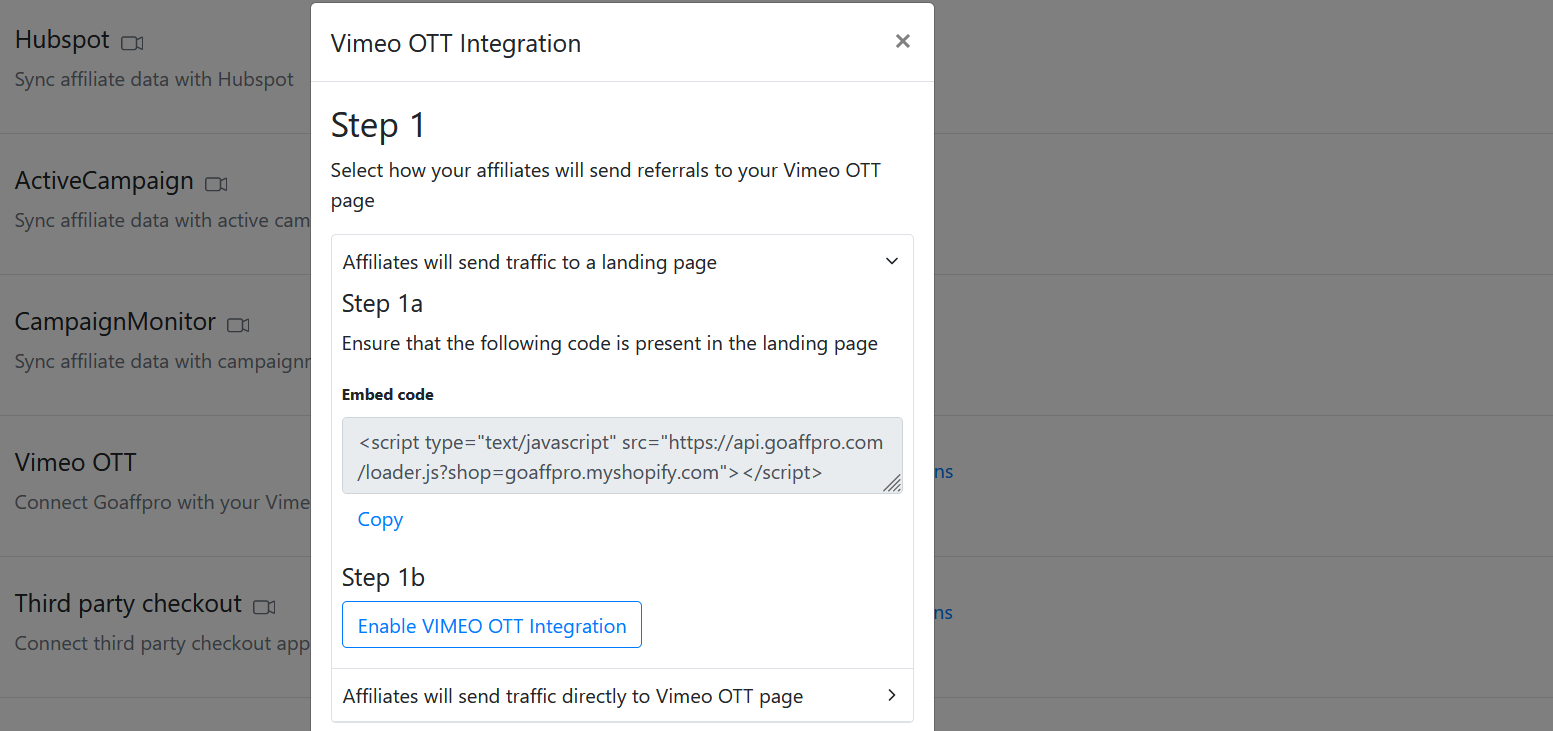 Hubspot
Sync affiliate data with Hubspot
ActiveCampaign
Sync affiliate data with active cam
CampaignMonitor
Sync affiliate data with campaignr
Vimeo OTT
Connect Goaffpro with your Vime
Third party checkout
Connect third party checkout app
Vimeo OTT Integration
Step 1
Select how your affiliates will send referrals to your Vimeo OTT
page
Affiliates will send traffic to a landing page
Step 1a
Ensure that the following code is present in the landing page
Embed code
<script type="text/javascript" src="https://api.goaffpro.com
/loader.js?shop=goaffpro.myshopify.com"></script>
Copy
Step 1b
Enable VIMEO OTT Integration
Affiliates will send traffic directly to Vimeo OTT page
ns
ns